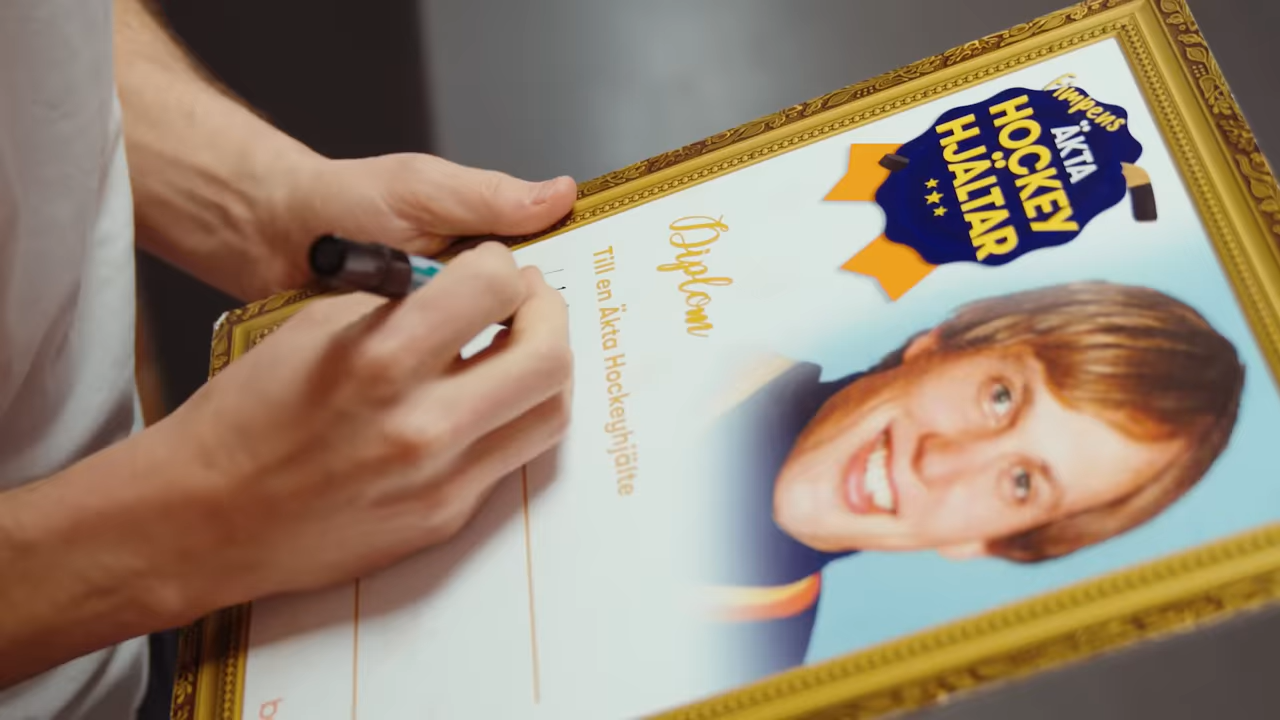 Gimpens
ÄKTA
HOCKEY
HJÄLTAR
Diplom
Till en Äkta Hockeyhjälte
b